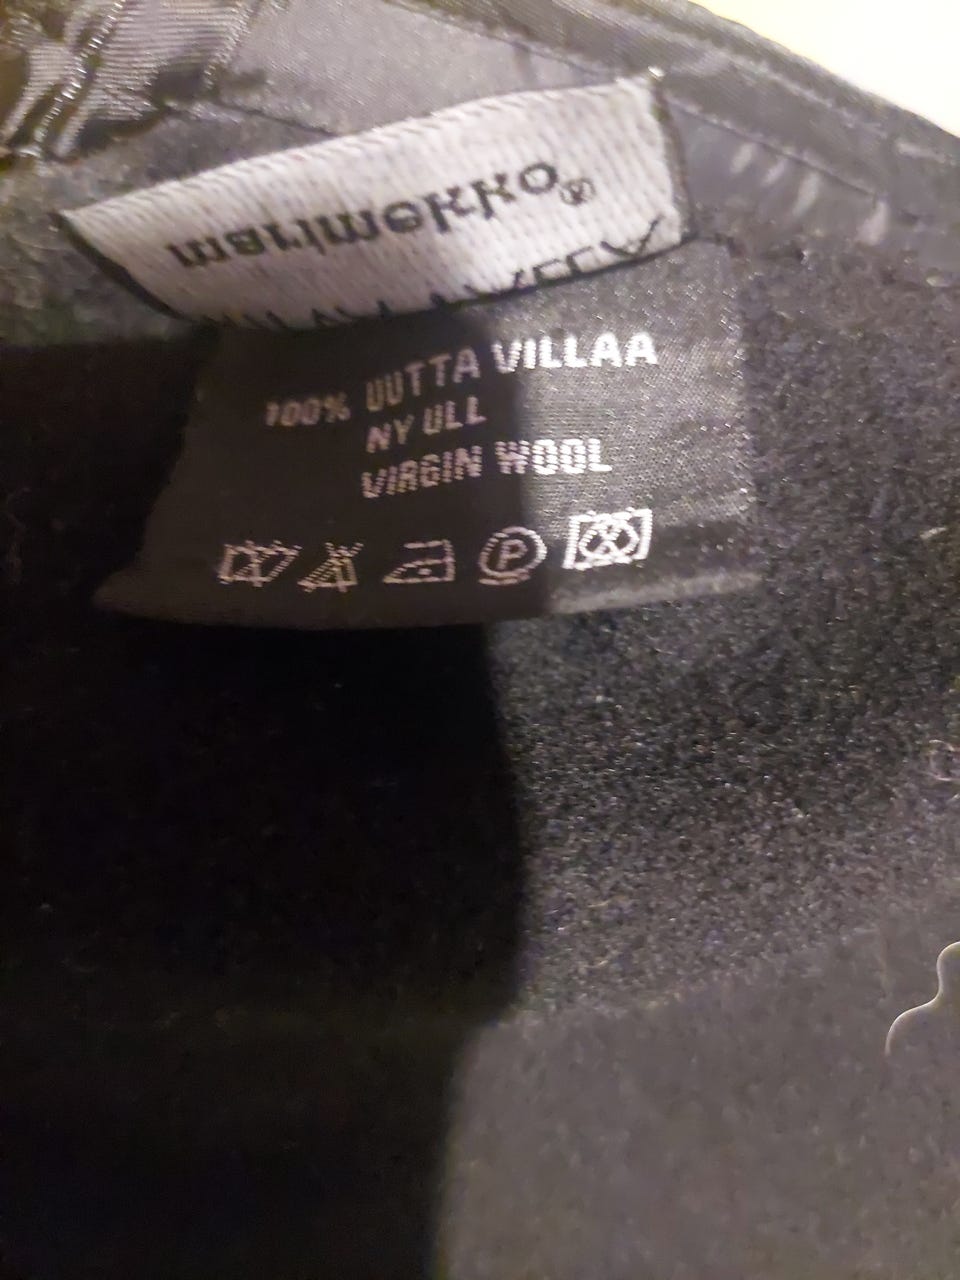 marimekko®
100% UUTTA VILLAA
NY ULL
VIRGIN WOOL
P